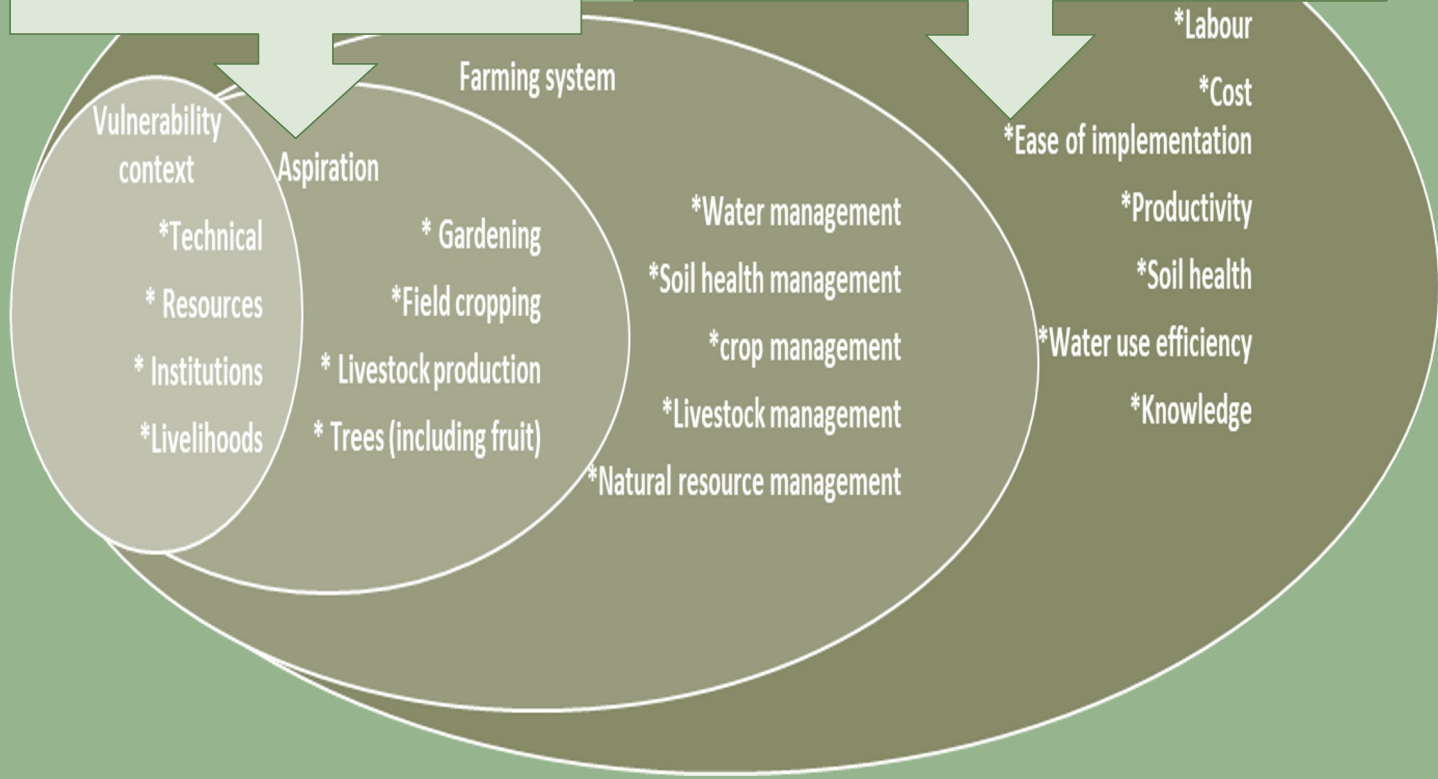 Vulnerability
context
*Technical
* Resources
* Institutions
*Livelihoods
Aspiration
* Gardening
*Field cropping
* Livestock production
* Trees (including fruit)
Farming system
*Water management
*Soil health management
*crop management
*Livestock management
*Natural resource management
*Labour
*Cost
*Ease of implementation
*Productivity
*Soil health
*Water use efficiency
*Knowledge